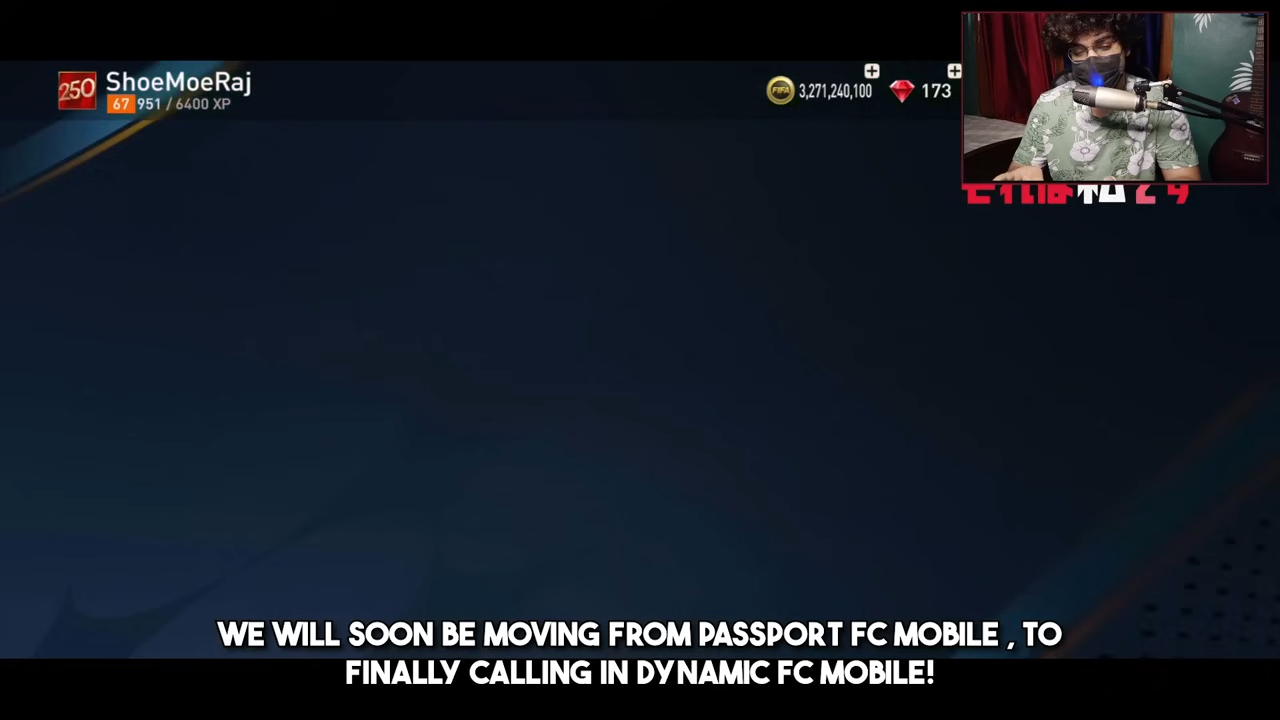 250
ShoeMoeRaj
67 951 / 6400 XP
FIFA 3,271,240,100
173
WE WILL SOON BE MOVING FROM PASSPORT FC MOBILE , TO
FINALLY CALLING IN DYNAMIC FC MOBILE!